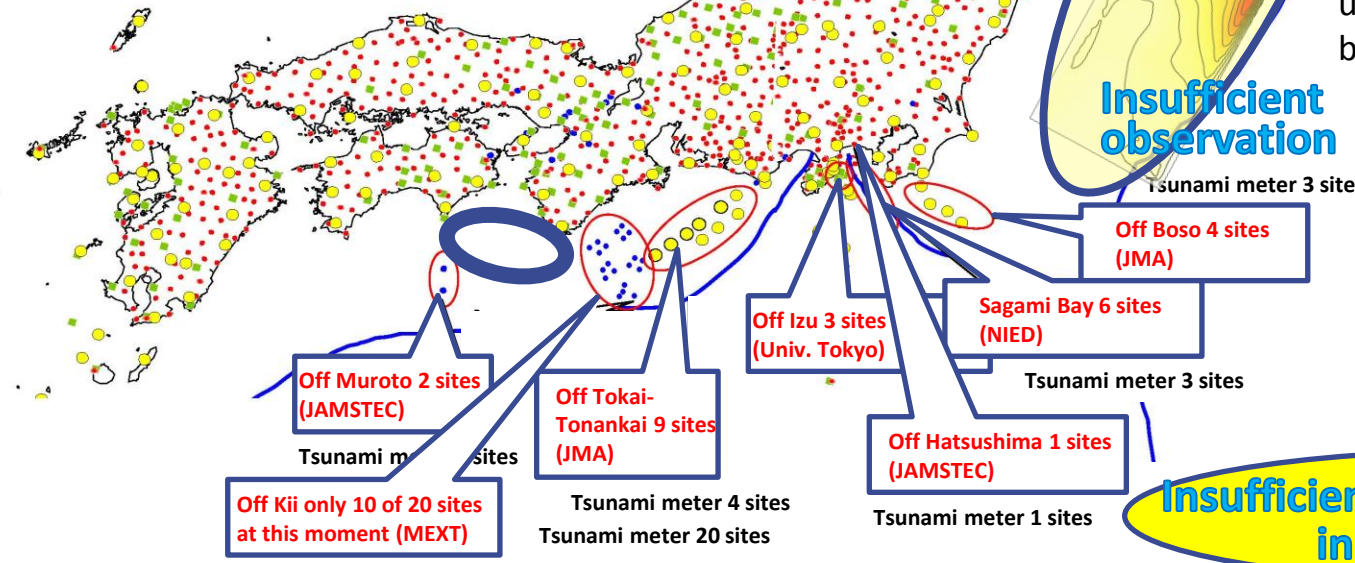 Insufficient
observation
Tsunami meter 3 site
Off Boso 4 sites
(JMA)
Sagami Bay 6 sites
(NIED)
Off Izu 3 sites
(Univ. Tokyo)
Tsunami meter 3 sites
Off Muroto 2 sites
(JAMSTEC)
Off Tokai-
Tonankai 9 sites
(JMA)
Off Hatsushima 1 sites
(JAMSTEC)
Tsunami sites
Off Kii only 10 of 20 sites
at this moment (MEXT)
Tsunami meter 4 sites
Tsunami meter 20 sites
Tsunami meter 1 sites
in